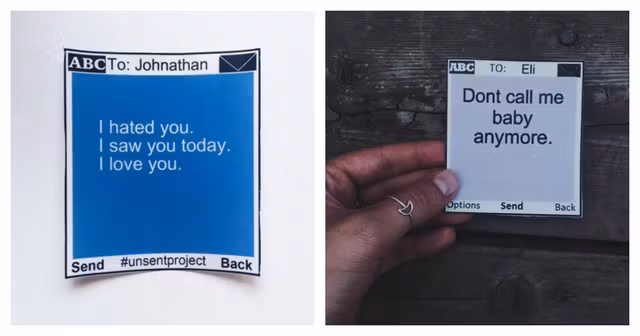 ABC To: Johnathan
I hated you.
I saw you today.
I love you.
Send #unsentproject Back
ABC TO: Eli
Dont call me
baby
anymore.
Options Send Back